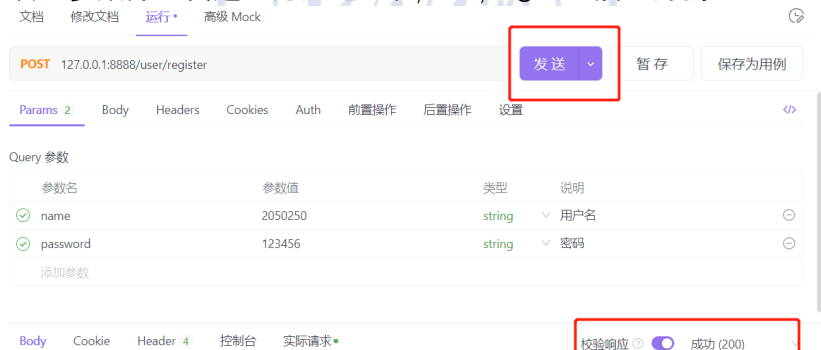 文档 修改文档 运行 高级 Mock
POST 127.0.0.1:8888/user/register 发送 暂存 保存为用例
Params 2 Body Headers Cookies Auth 前置操作 后置操作 设置 </>
Query 参数
参数名 参数值 类型 说明
name 2050250 string 用户名
password 123456 string 密码
添加参数
Body Cookie Header 4 控制台 实际请求 校验响应 成功 (200)